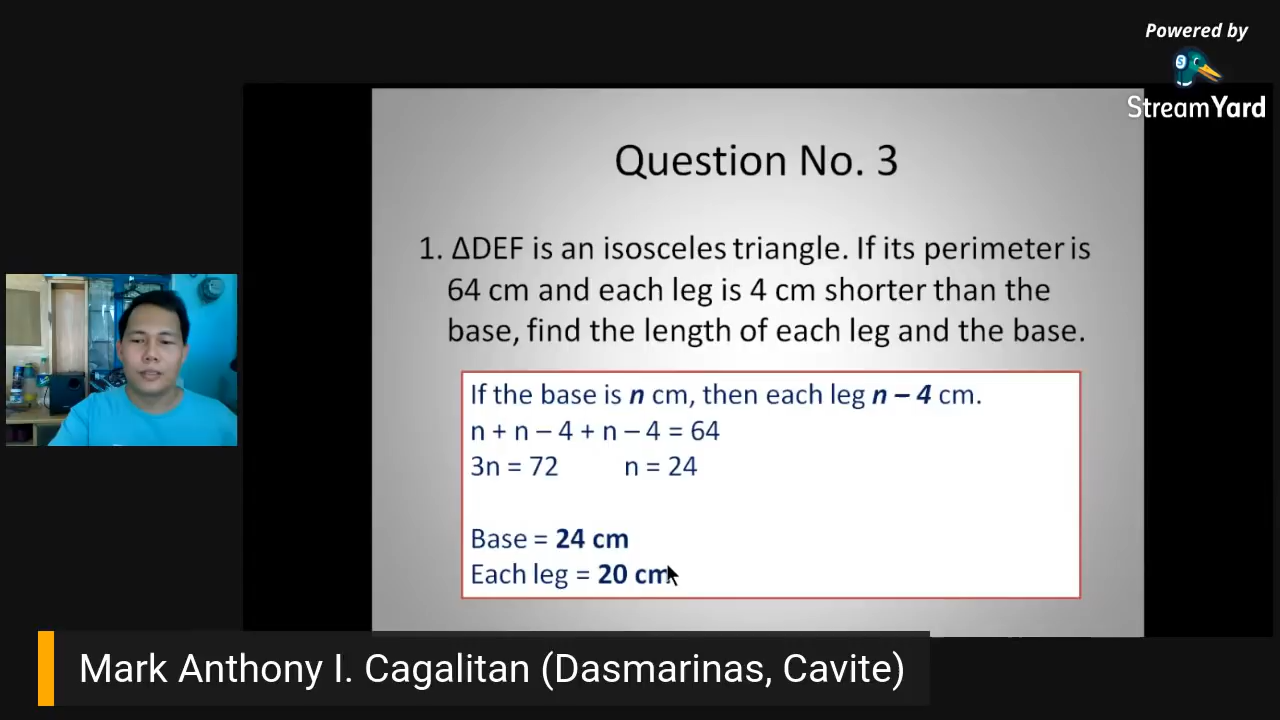 Powered by
StreamYard
Question No. 3
1. ΔDEF is an isosceles triangle. If its perimeter is
64 cm and each leg is 4 cm shorter than the
base, find the length of each leg and the base.
If the base is n cm, then each leg n – 4 cm.
n + n – 4 + n – 4 = 64
3n = 72 n = 24
Base = 24 cm
Each leg = 20 cm
Mark Anthony I. Cagalitan (Dasmarinas, Cavite)